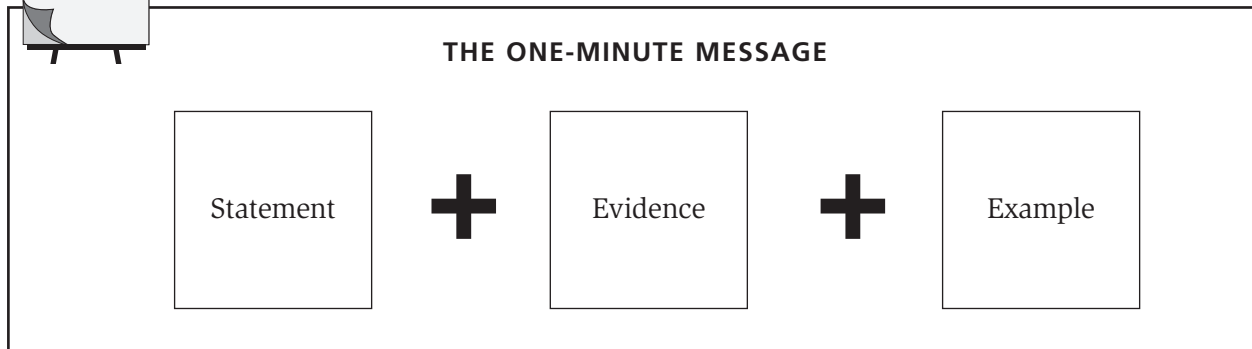 THE ONE-MINUTE MESSAGE
Statement + Evidence + Example